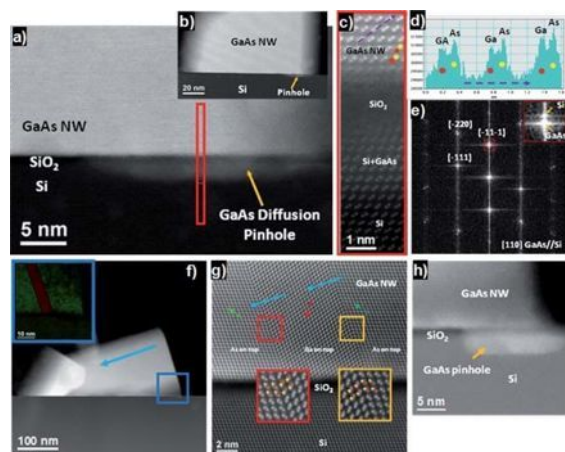 a)
GaAs NW
SiO₂
Si
5 nm
GaAs Diffusion
Pinhole
b)
GaAs NW
20 nm
Si
Pinhole
c)
GaAs NW
SiO₂
Si+GaAs
Si
1 nm
d)
GA As
Ga As
Ga As
e)
Si
GaAs
[-220]
[-11-1]
[-111]
[110] GaAs//Si
f)
10 nm
100 nm
g)
GaAs NW
As on top
Ga on top
As on top
SiO₂
Si
2 nm
h)
GaAs NW
SiO₂
GaAs pinhole
Si
5 nm